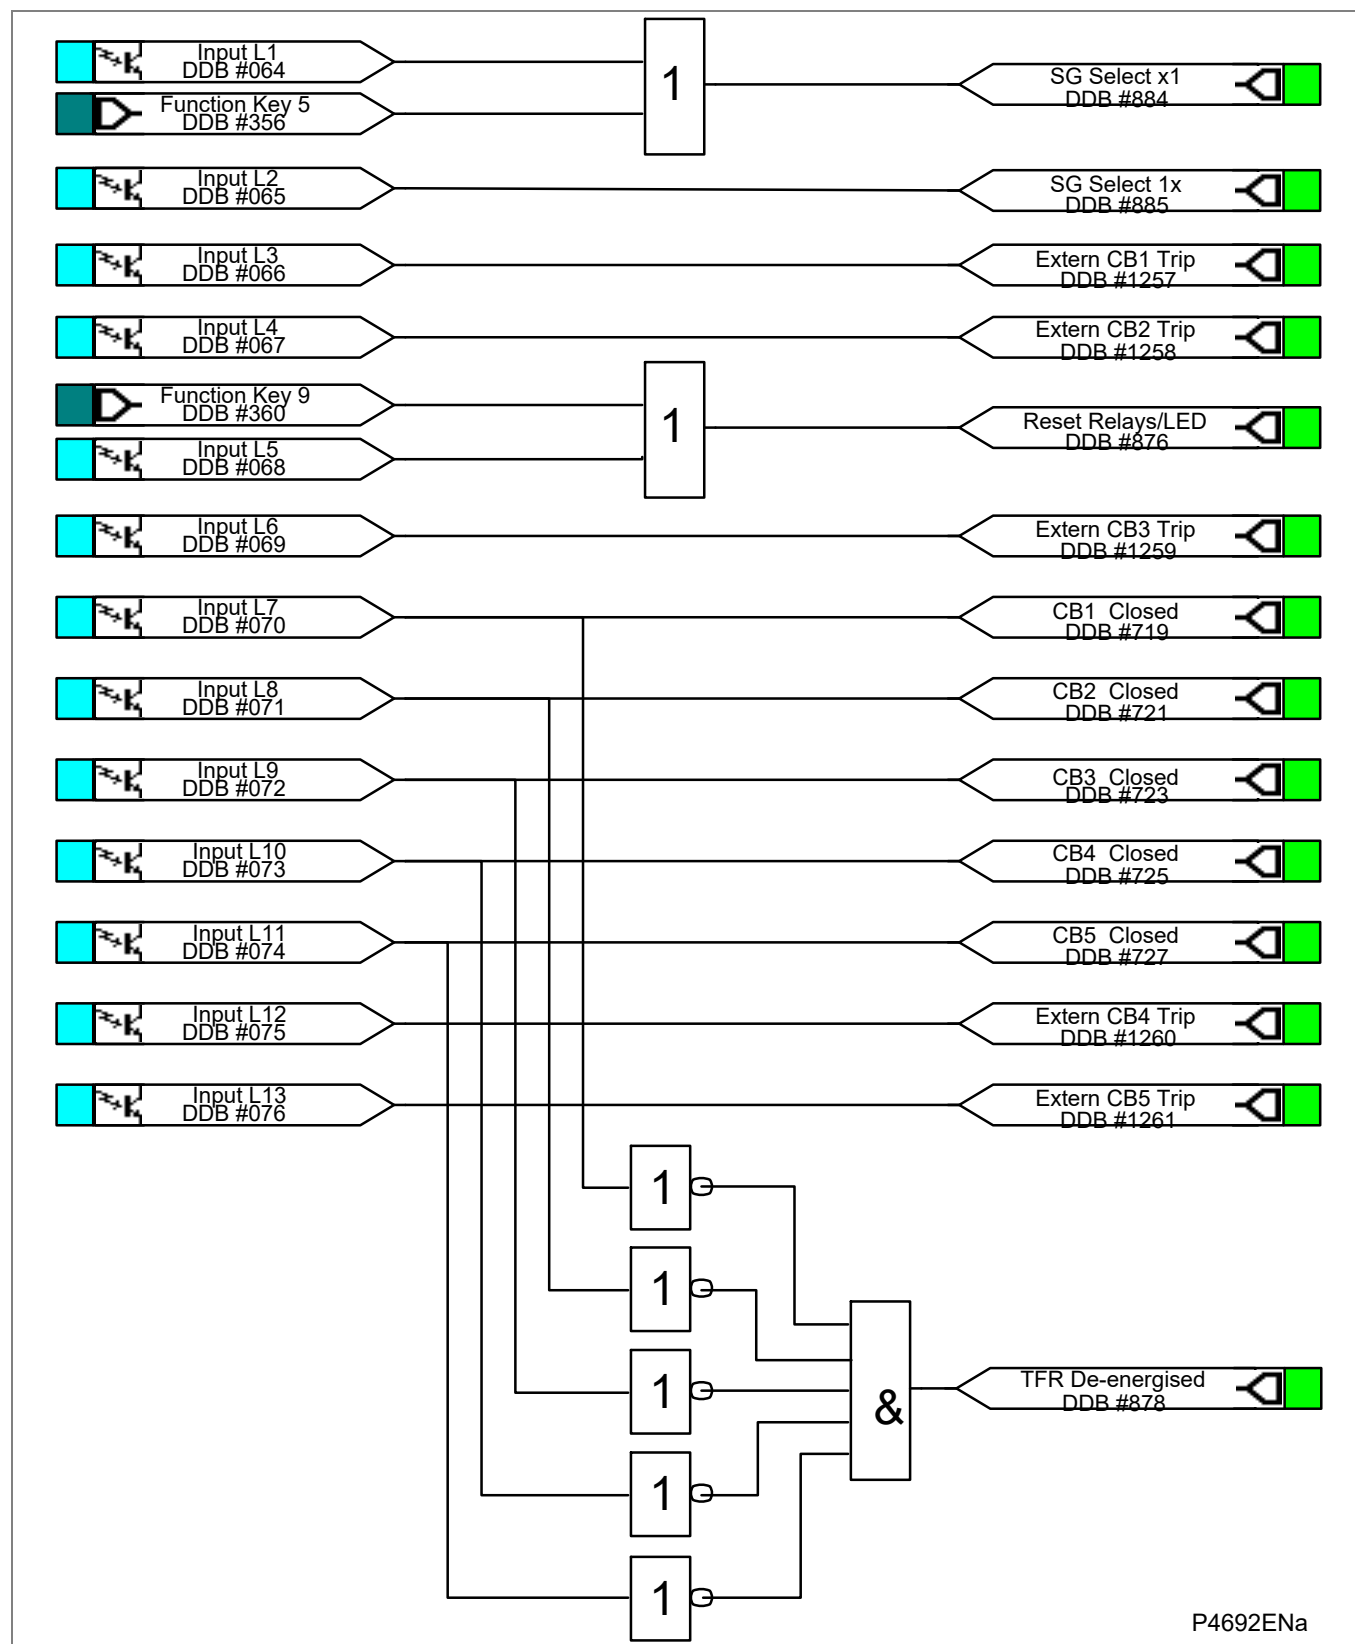 Input L1
DDB #064
1
SG Select x1
DDB #884
Function Key 5
DDB #356
Input L2
DDB #065
SG Select 1x
DDB #885
Input L3
DDB #066
Extern CB1 Trip
DDB #1257
Input L4
DDB #067
Extern CB2 Trip
DDB #1258
Function Key 9
DDB #360
1
Reset Relays/LED
DDB #876
Input L5
DDB #068
Input L6
DDB #069
Extern CB3 Trip
DDB #1259
Input L7
DDB #070
CB1 Closed
DDB #719
Input L8
DDB #071
CB2 Closed
DDB #721
Input L9
DDB #072
CB3 Closed
DDB #723
Input L10
DDB #073
CB4 Closed
DDB #725
Input L11
DDB #074
CB5 Closed
DDB #727
Input L12
DDB #075
Extern CB4 Trip
DDB #1260
Input L13
DDB #076
Extern CB5 Trip
DDB #1261
1
1
1
&
TFR De-energised
DDB #878
1
1
P4692ENa